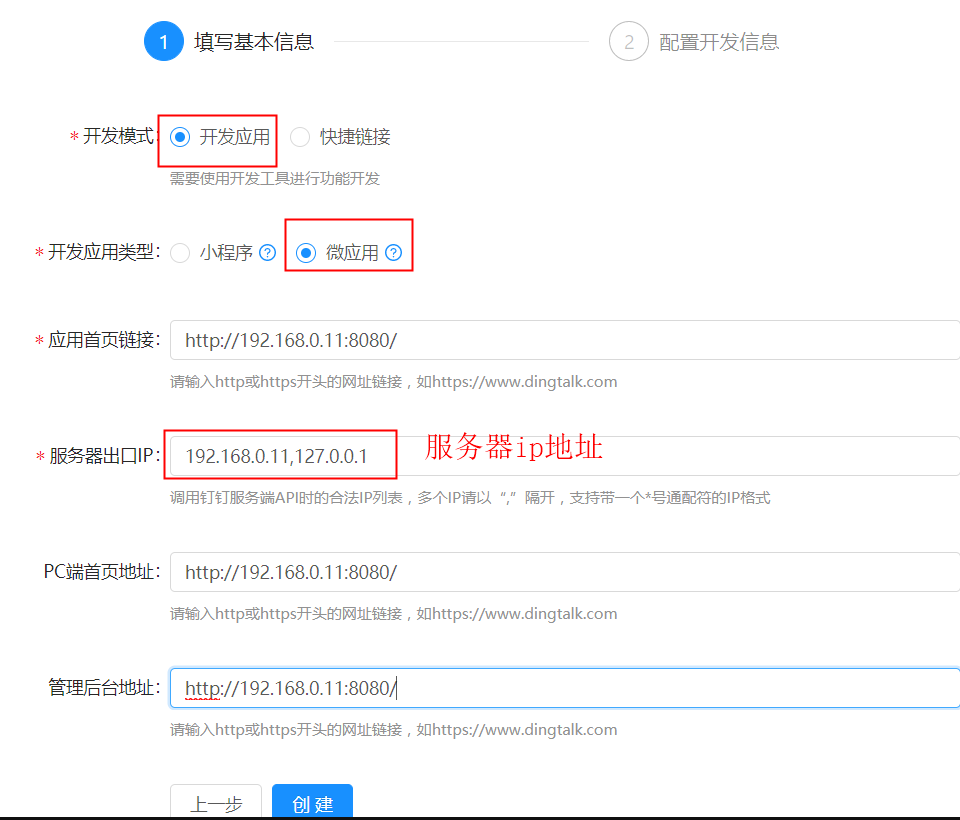 1 填写基本信息 2 配置开发信息
* 开发模式: 开发应用 快捷链接
需要使用开发工具进行功能开发
* 开发应用类型: 小程序 ? 微应用 ?
* 应用首页链接: http://192.168.0.11:8080/
请输入http或https开头的网址链接，如https://www.dingtalk.com
* 服务器出口IP: 192.168.0.11,127.0.0.1 服务器ip地址
调用钉钉服务端API时的合法IP列表，多个IP请以“,”隔开，支持带一个*号通配符的IP格式
PC端首页地址: http://192.168.0.11:8080/
请输入http或https开头的网址链接，如https://www.dingtalk.com
管理后台地址: http://192.168.0.11:8080/
请输入http或https开头的网址链接，如https://www.dingtalk.com
上一步 创 建